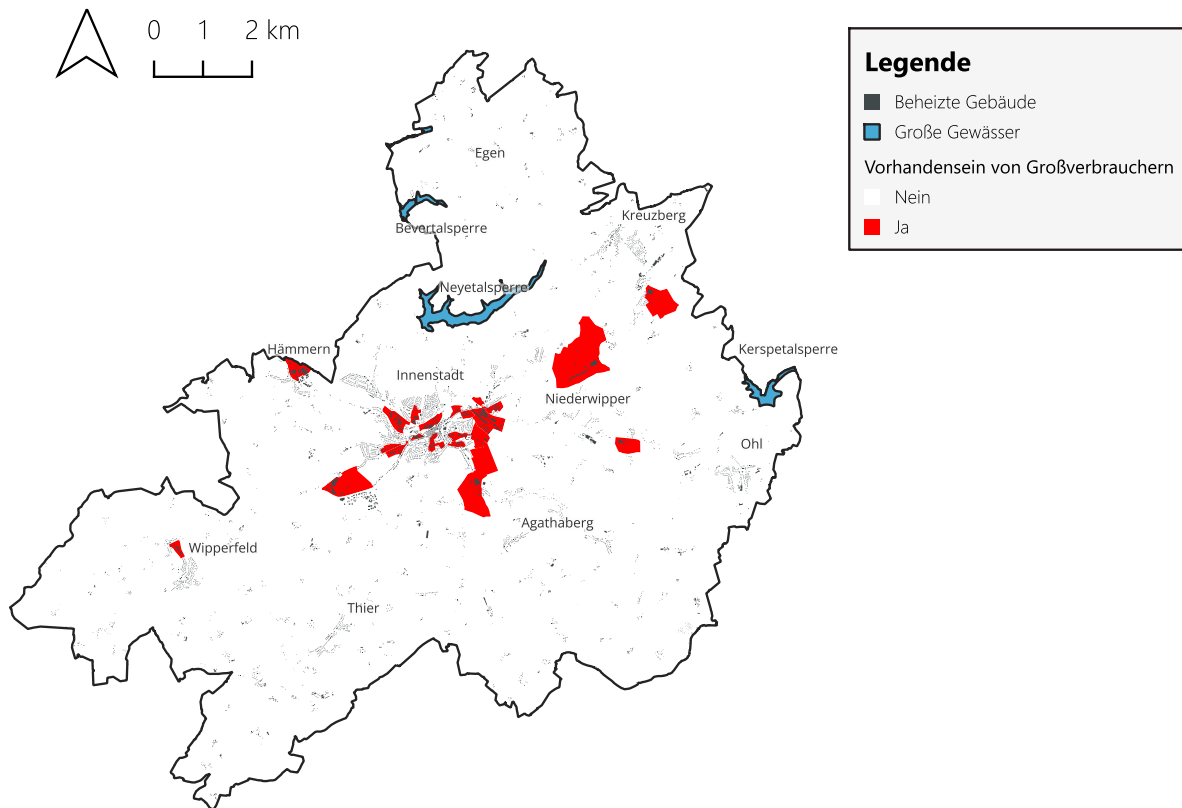 0 1 2 km
Legende
Beheizte Gebäude
Große Gewässer
Vorhandensein von Großverbrauchern
Nein
Ja
Egen
Kreuzberg
Bevertalsperre
Neyetalsperre
Hämmern
Kerspetalsperre
Innenstadt
Niederwipper
Ohl
Agathaberg
Wipperfeld
Thier